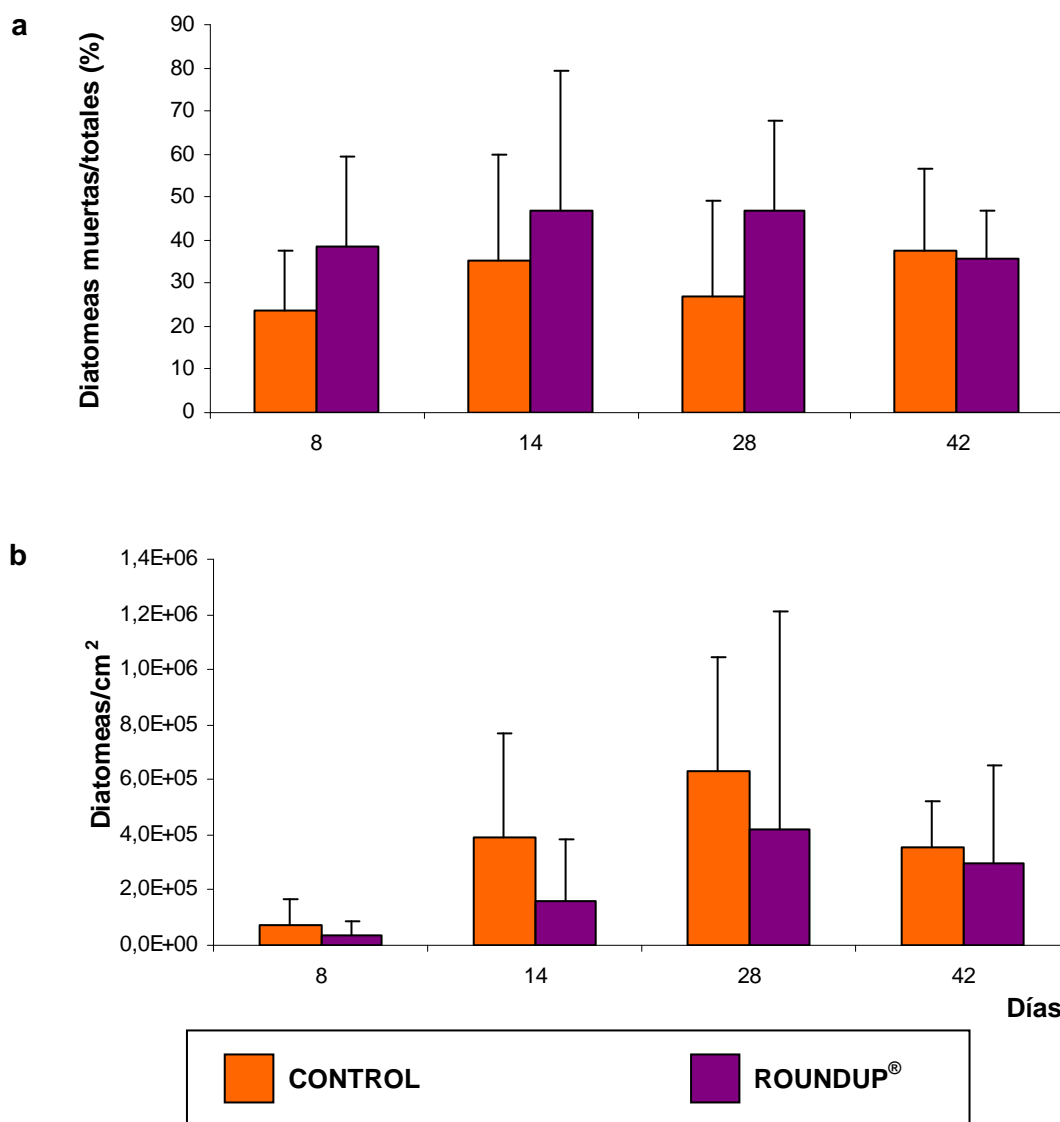 a
Diatomeas muertas/totales (%)
90
80
70
60
50
40
30
20
10
0
8 14 28 42
b
Diatomeas/cm²
1,4E+06
1,2E+06
1,0E+06
8,0E+05
6,0E+05
4,0E+05
2,0E+05
0,0E+00
8 14 28 42
Días
CONTROL ROUNDUP®